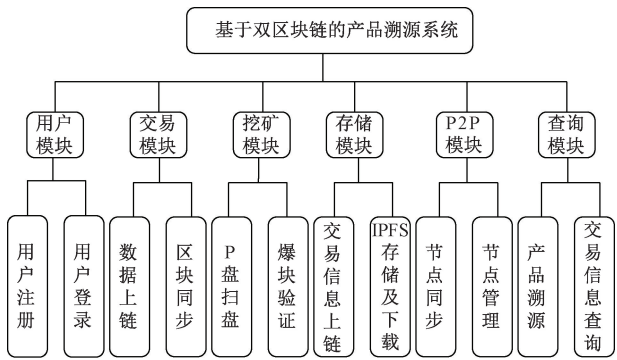 基于双区块链的产品溯源系统
用户
模块
交易
模块
挖矿
模块
存储
模块
P2P
模块
查询
模块
用户注册
用户登录
数据上链
区块同步
P盘扫盘
爆块验证
交易信息上链
IPFS存储及下载
节点同步
节点管理
产品溯源
交易信息查询